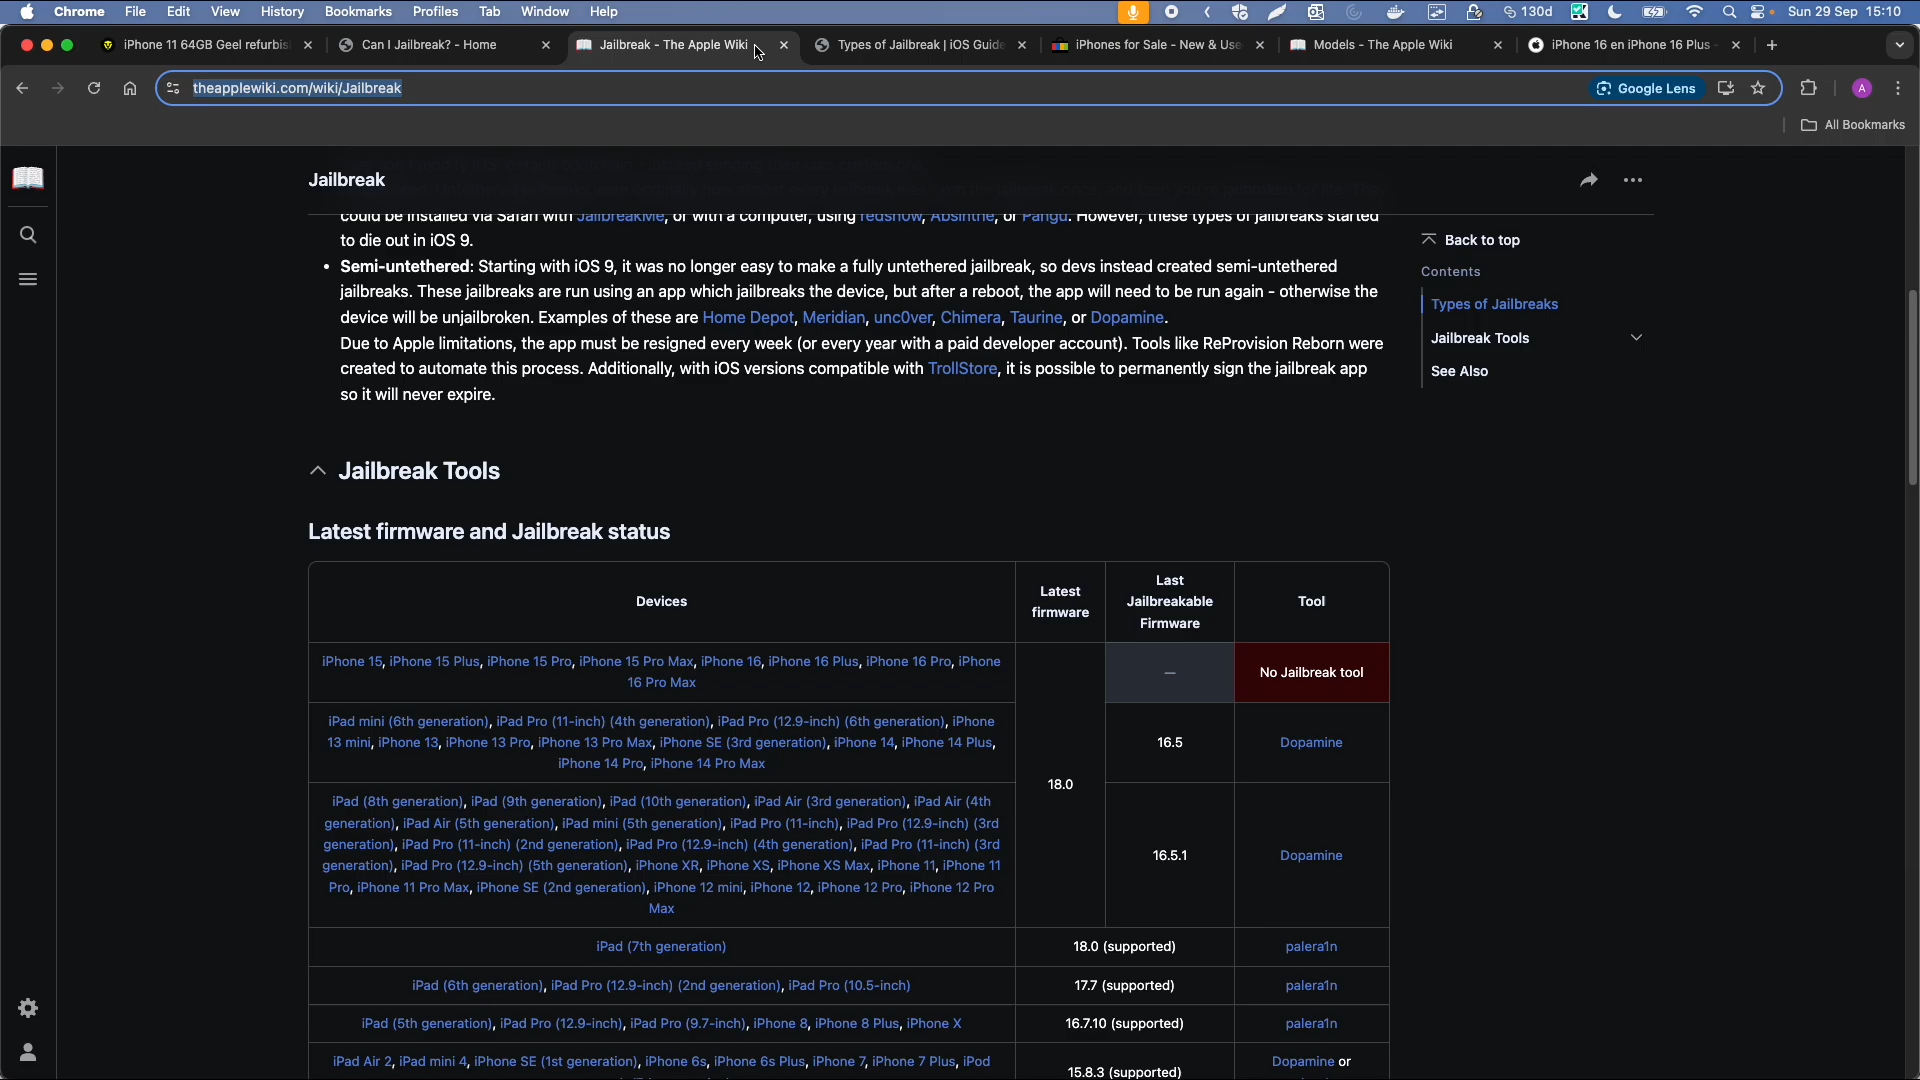 Chrome File Edit View History Bookmarks Profiles Tab Window Help 130d Sun 29 Sep 15:10
iPhone 11 64GB Geel refurbis Can I Jailbreak? - Home Jailbreak - The Apple Wiki Types of Jailbreak | iOS Guide iPhones for Sale - New & Use Models - The Apple Wiki iPhone 16 en iPhone 16 Plus -
theapplewiki.com/wiki/Jailbreak Google Lens A
All Bookmarks
Jailbreak
could be installed via Safari with JailbreakMe, or with a computer, using redsn0w, Absinthe, or Pangu. However, these types of jailbreaks started
to die out in iOS 9.
Back to top
• Semi-untethered: Starting with iOS 9, it was no longer easy to make a fully untethered jailbreak, so devs instead created semi-untethered
Contents
jailbreaks. These jailbreaks are run using an app which jailbreaks the device, but after a reboot, the app will need to be run again - otherwise the
Types of Jailbreaks
device will be unjailbroken. Examples of these are Home Depot, Meridian, unc0ver, Chimera, Taurine, or Dopamine.
Jailbreak Tools
Due to Apple limitations, the app must be resigned every week (or every year with a paid developer account). Tools like ReProvision Reborn were
See Also
created to automate this process. Additionally, with iOS versions compatible with TrollStore, it is possible to permanently sign the jailbreak app
so it will never expire.
Jailbreak Tools
Latest firmware and Jailbreak status
Devices
Latest
firmware
Last
Jailbreakable
Firmware
Tool
iPhone 15, iPhone 15 Plus, iPhone 15 Pro, iPhone 15 Pro Max, iPhone 16, iPhone 16 Plus, iPhone 16 Pro, iPhone
16 Pro Max
18.0
—
No Jailbreak tool
iPad mini (6th generation), iPad Pro (11-inch) (4th generation), iPad Pro (12.9-inch) (6th generation), iPhone
13 mini, iPhone 13, iPhone 13 Pro, iPhone 13 Pro Max, iPhone SE (3rd generation), iPhone 14, iPhone 14 Plus,
iPhone 14 Pro, iPhone 14 Pro Max
16.5
Dopamine
iPad (8th generation), iPad (9th generation), iPad (10th generation), iPad Air (3rd generation), iPad Air (4th
generation), iPad Air (5th generation), iPad mini (5th generation), iPad Pro (11-inch), iPad Pro (12.9-inch) (3rd
generation), iPad Pro (11-inch) (2nd generation), iPad Pro (12.9-inch) (4th generation), iPad Pro (11-inch) (3rd
generation), iPad Pro (12.9-inch) (5th generation), iPhone XR, iPhone XS, iPhone XS Max, iPhone 11, iPhone 11
Pro, iPhone 11 Pro Max, iPhone SE (2nd generation), iPhone 12 mini, iPhone 12, iPhone 12 Pro, iPhone 12 Pro
Max
16.5.1
Dopamine
iPad (7th generation)
18.0 (supported)
palera1n
iPad (6th generation), iPad Pro (12.9-inch) (2nd generation), iPad Pro (10.5-inch)
17.7 (supported)
palera1n
iPad (5th generation), iPad Pro (12.9-inch), iPad Pro (9.7-inch), iPhone 8, iPhone 8 Plus, iPhone X
16.7.10 (supported)
palera1n
iPad Air 2, iPad mini 4, iPhone SE (1st generation), iPhone 6s, iPhone 6s Plus, iPhone 7, iPhone 7 Plus, iPod
15.8.3 (supported)
Dopamine or